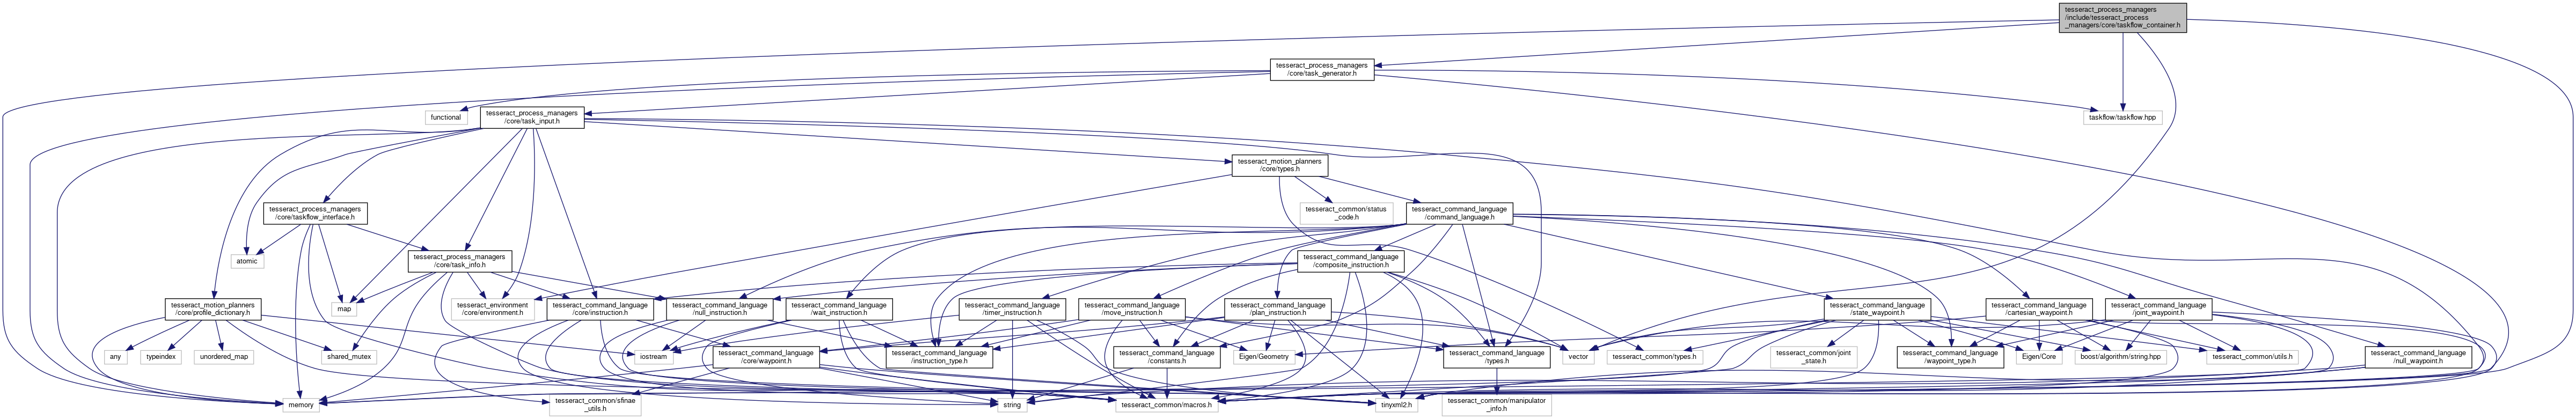 tesseract_process_managers
/include/tesseract_process
_managers/core/taskflow_container.h
tesseract_process_managers
/core/task_generator.h
functional
tesseract_process_managers
/core/task_input.h
taskflow/taskflow.hpp
tesseract_motion_planners
/core/types.h
tesseract_process_managers
/core/taskflow_interface.h
tesseract_common/status
_code.h
tesseract_command_language
/command_language.h
atomic
tesseract_process_managers
/core/task_info.h
tesseract_command_language
/composite_instruction.h
tesseract_motion_planners
/core/profile_dictionary.h
map
tesseract_environment
/core/environment.h
tesseract_command_language
/core/instruction.h
tesseract_command_language
/null_instruction.h
tesseract_command_language
/wait_instruction.h
tesseract_command_language
/timer_instruction.h
tesseract_command_language
/move_instruction.h
tesseract_command_language
/plan_instruction.h
tesseract_command_language
/state_waypoint.h
tesseract_command_language
/cartesian_waypoint.h
tesseract_command_language
/joint_waypoint.h
any
typeindex
unordered_map
shared_mutex
iostream
tesseract_command_language
/core/waypoint.h
tesseract_command_language
/instruction_type.h
tesseract_command_language
/constants.h
Eigen/Geometry
tesseract_command_language
/types.h
vector
tesseract_common/types.h
tesseract_common/joint
_state.h
tesseract_command_language
/waypoint_type.h
Eigen/Core
boost/algorithm/string.hpp
tesseract_common/utils.h
tesseract_command_language
/null_waypoint.h
memory
tesseract_common/sfinae
_utils.h
string
tesseract_common/macros.h
tinyxml2.h
tesseract_common/manipulator
_info.h